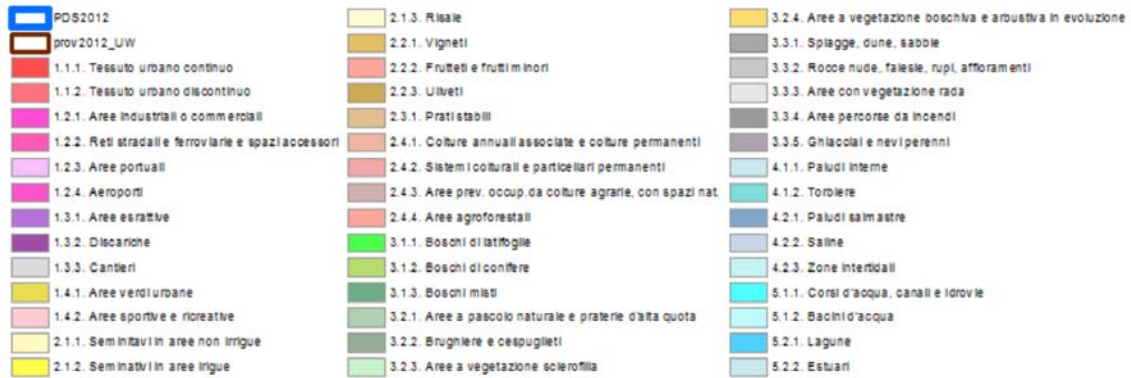 PDS2012
prov2012_UW
1.1.1. Tessuto urbano continuo
1.1.2. Tessuto urbano discontinuo
1.2.1. Aree industriali o commerciali
1.2.2. Reti stradali e ferroviarie e spazi accessori
1.2.3. Aree portuali
1.2.4. Aeroporti
1.3.1. Aree esrattive
1.3.2. Discariche
1.3.3. Cantieri
1.4.1. Aree verdi urbane
1.4.2. Aree sportive e ricreative
2.1.1. Seminitavi in aree non irrigue
2.1.2. Seminativi in aree irigue
2.1.3. Risaie
2.2.1. Vigneti
2.2.2. Frutteti e frutti minori
2.2.3. Uliveti
2.3.1. Prati stabili
2.4.1. Colture annuali associate e colture permanenti
2.4.2. Sistemi colturali e particellari permanenti
2.4.3. Aree prev. occup.da colture agrarie, con spazi nat.
2.4.4. Aree agroforestali
3.1.1. Boschi di latifoglie
3.1.2. Boschi di conifere
3.1.3. Boschi misti
3.2.1. Aree a pascolo naturale e praterie d'alta quota
3.2.2. Brughiere e cespuglieti
3.2.3. Aree a vegetazione sclerofilla
3.2.4. Aree a vegetazione boschiva e arbustiva in evoluzione
3.3.1. Spiagge, dune, sabbie
3.3.2. Rocce nude, falesie, rupi, affioramenti
3.3.3. Aree con vegetazione rada
3.3.4. Aree percorse da incendi
3.3.5. Ghiacciai e nevi perenni
4.1.1. Paludi interne
4.1.2. Torbiere
4.2.1. Paludi salmastre
4.2.2. Saline
4.2.3. Zone intertidali
5.1.1. Corsi d'acqua, canali e idrovie
5.1.2. Bacini d'acqua
5.2.1. Lagune
5.2.2. Estuari